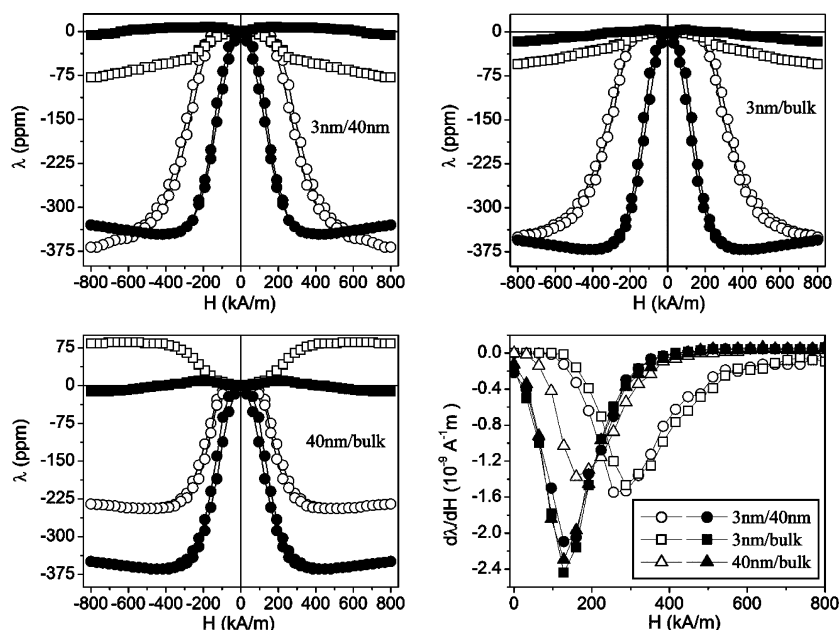 0
-75
-150
-225
-300
-375
λ (ppm)
3nm/40nm
-800 -600 -400 -200 0 200 400 600 800
H (kA/m)
0
-75
-150
-225
-300
-375
λ (ppm)
3nm/bulk
-800 -600 -400 -200 0 200 400 600 800
H (kA/m)
75
0
-75
-150
-225
-300
-375
λ (ppm)
40nm/bulk
-800 -600 -400 -200 0 200 400 600 800
H (kA/m)
0.0
-0.4
-0.8
-1.2
-1.6
-2.0
-2.4
dλ/dH (10⁻⁹ A⁻¹m)
3nm/40nm
3nm/bulk
40nm/bulk
0 200 400 600 800
H (kA/m)